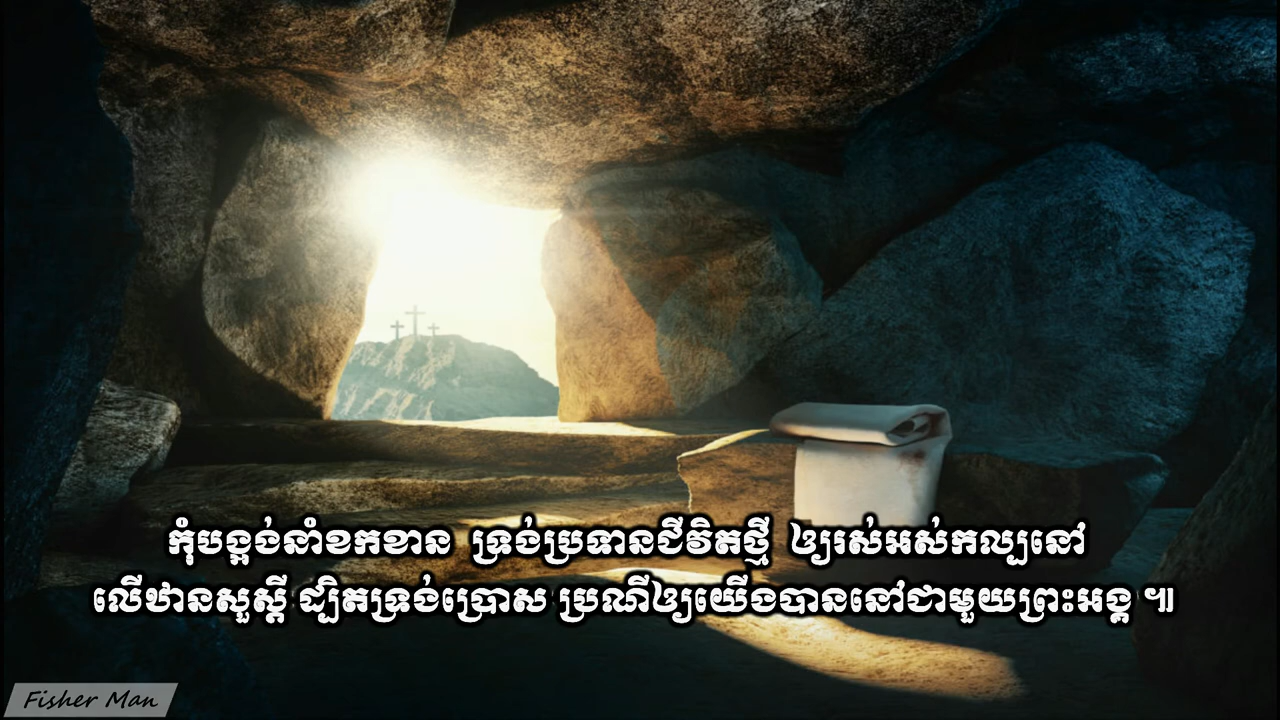 កុំបង្អង់នាំខកខាន ទ្រង់ប្រទានជីវិតថ្មី ឲ្យរស់អស់កល្បនៅ
លើឋានសួស្តី ដ្បិតទ្រង់ប្រោស ប្រណីឲ្យយើងបាននៅជាមួយព្រះអង្គ ៕
Fisher Man